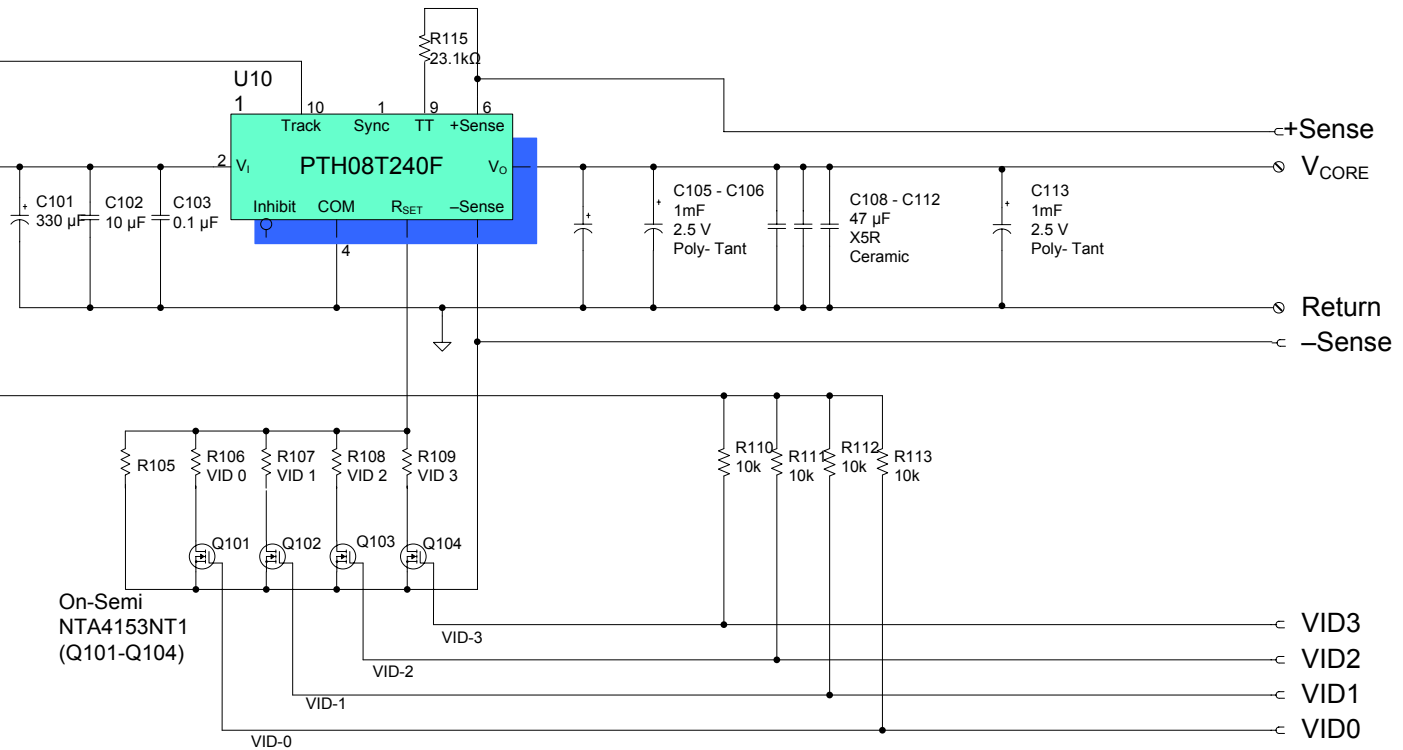 R115
23.1kΩ
U10
1
10
1
9
6
Track
Sync
TT
+Sense
+Sense
2
VI
PTH08T240F
VO
VCORE
C101
330 µF
C102
10 µF
C103
0.1 µF
Inhibit
COM
RSET
–Sense
4
C105 - C106
1mF
2.5 V
Poly- Tant
C108 - C112
47 µF
X5R
Ceramic
C113
1mF
2.5 V
Poly- Tant
+
+
+
+
Return
–Sense
R105
R106
VID 0
R107
VID 1
R108
VID 2
R109
VID 3
R110
10k
R111
10k
R112
10k
R113
10k
Q101
Q102
Q103
Q104
On-Semi
NTA4153NT1
(Q101-Q104)
VID-3
VID3
VID-2
VID2
VID-1
VID1
VID-0
VID0